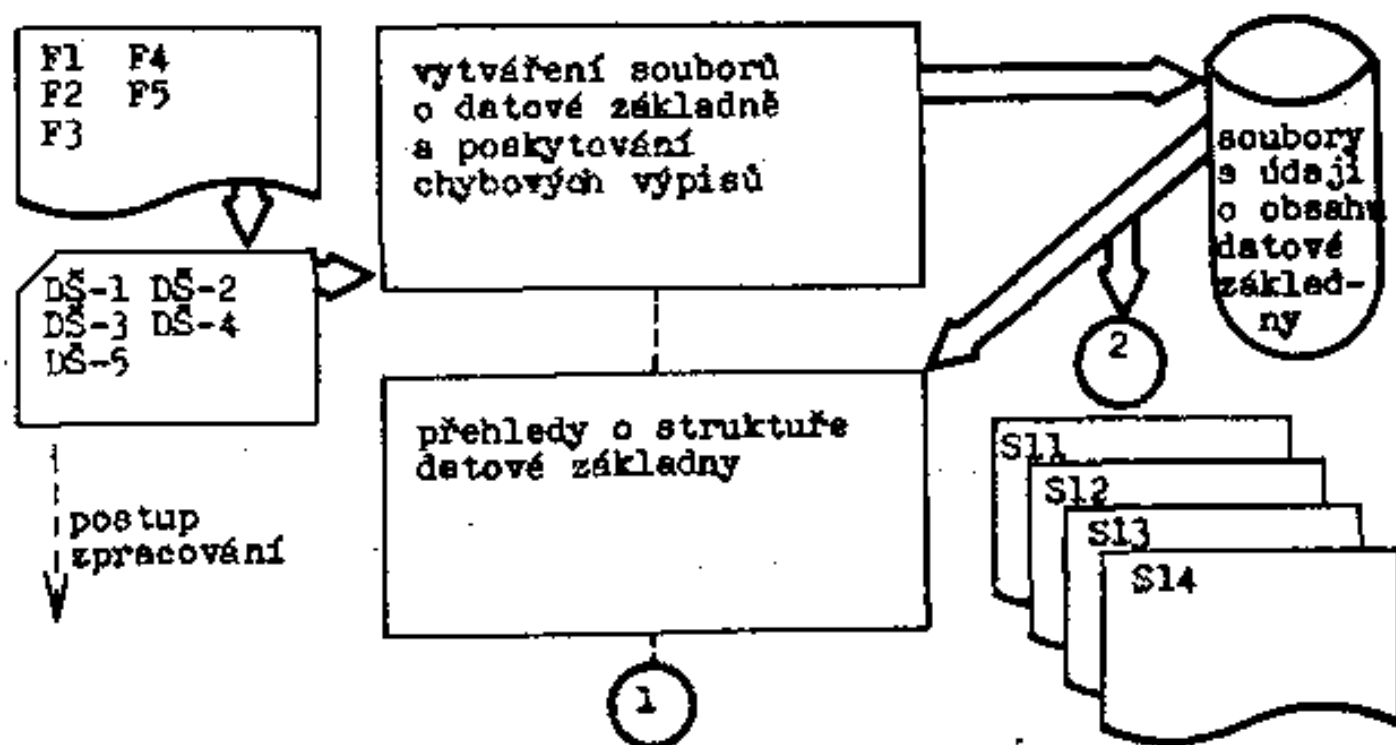 F1 F4
F2 F5
F3
DŠ-1 DŠ-2
DŠ-3 DŠ-4
DŠ-5
postup
zpracování
vytváření souborů
o datové základně
a poskytování
chybových výpisů
přehledy o struktuře
datové základny
1
soubory
s údaji
o obsahu
datové
základ-
ny
2
S11
S12
S13
S14